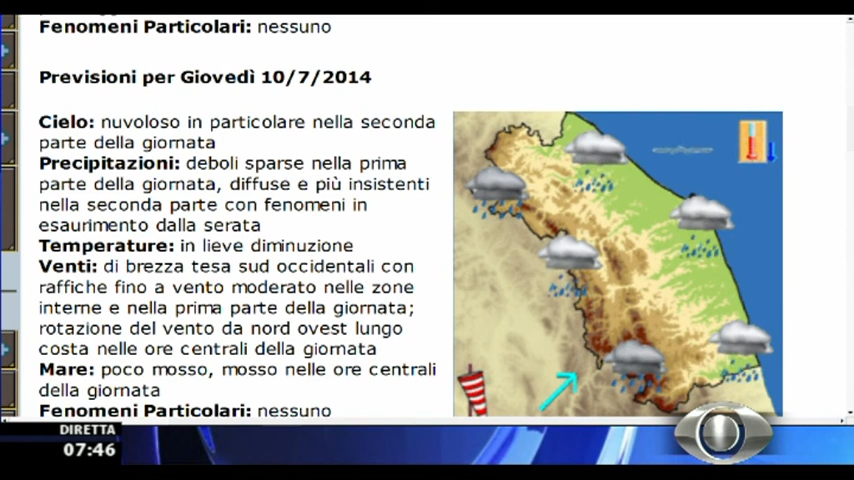 Fenomeni Particolari: nessuno
Previsioni per Giovedì 10/7/2014
Cielo: nuvoloso in particolare nella seconda
parte della giornata
Precipitazioni: deboli sparse nella prima
parte della giornata, diffuse e più insistenti
nella seconda parte con fenomeni in
esaurimento dalla serata
Temperature: in lieve diminuzione
Venti: di brezza tesa sud occidentali con
raffiche fino a vento moderato nelle zone
interne e nella prima parte della giornata;
rotazione del vento da nord ovest lungo
costa nelle ore centrali della giornata
Mare: poco mosso, mosso nelle ore centrali
della giornata
Fenomeni Particolari: nessuno
DIRETTA
07:46